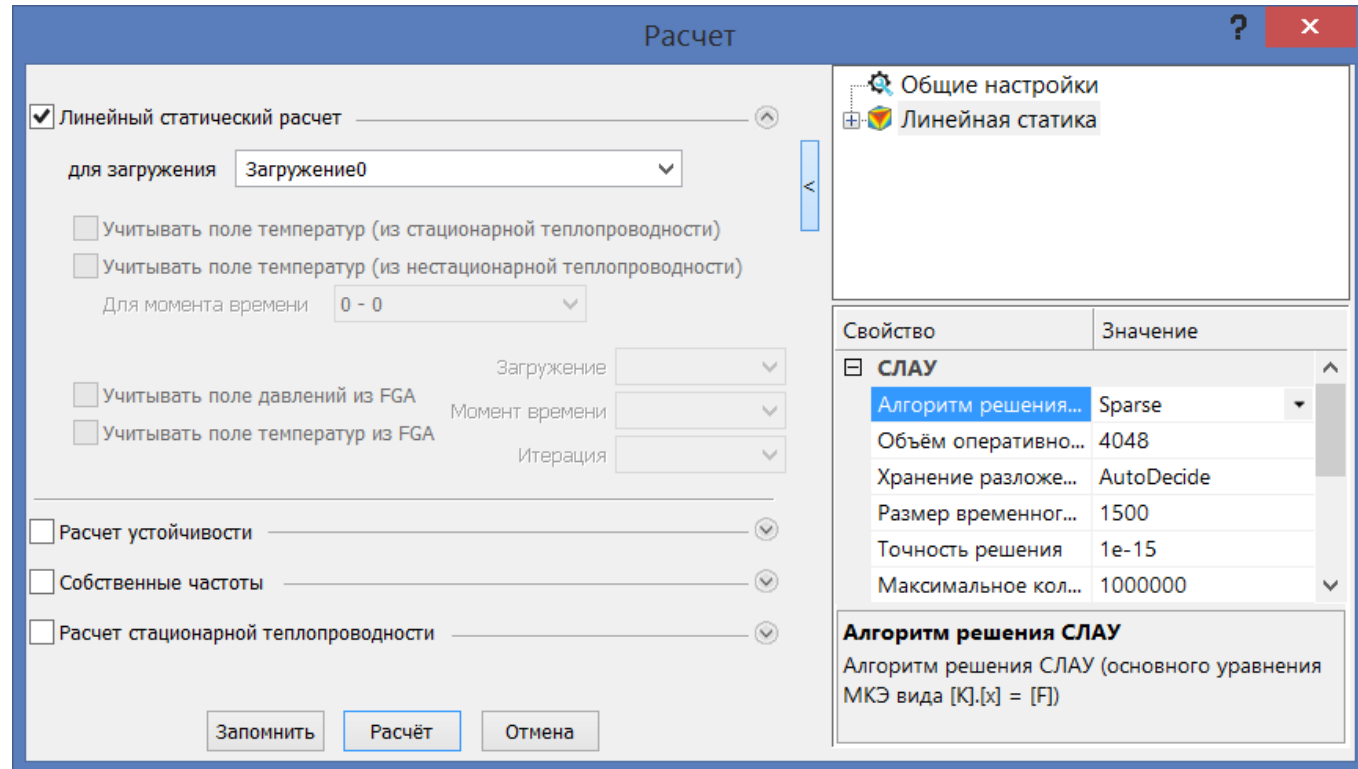 Расчет
?
Линейный статический расчет
для загружения Загружение0
Учитывать поле температур (из стационарной теплопроводности)
Учитывать поле температур (из нестационарной теплопроводности)
Для момента времени 0 - 0
Загружение
Учитывать поле давлений из FGA
Момент времени
Учитывать поле температур из FGA
Итерация
Расчет устойчивости
Собственные частоты
Расчет стационарной теплопроводности
Запомнить Расчёт Отмена
<
Общие настройки
Линейная статика
Свойство Значение
СЛАУ
Алгоритм решения... Sparse
Объём оперативно... 4048
Хранение разложе... AutoDecide
Размер временног... 1500
Точность решения 1e-15
Максимальное кол... 1000000
Алгоритм решения СЛАУ
Алгоритм решения СЛАУ (основного уравнения
МКЭ вида [K].[x] = [F])